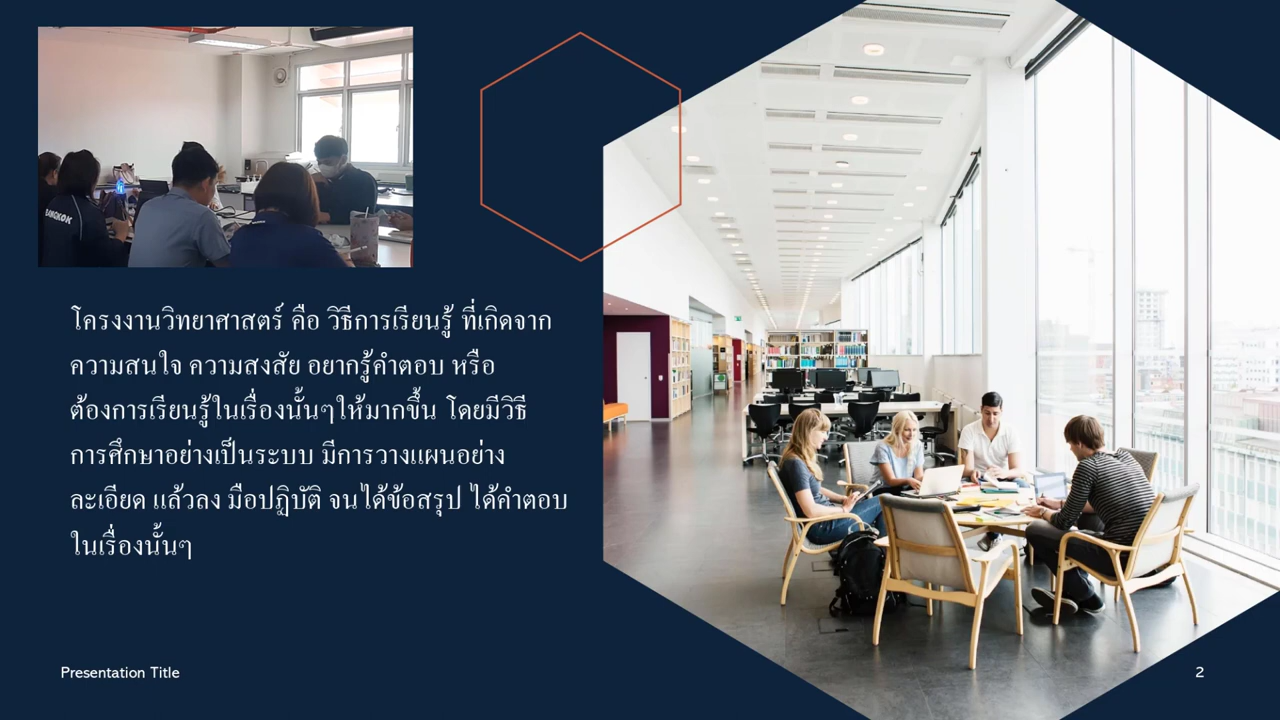 BANGKOK
โครงงานวิทยาศาสตร์ คือ วิธีการเรียนรู้ ที่เกิดจาก
ความสนใจ ความสงสัย อยากรู้คำตอบ หรือ
ต้องการเรียนรู้ในเรื่องนั้นๆให้มากขึ้น โดยมีวิธี
การศึกษาอย่างเป็นระบบ มีการวางแผนอย่าง
ละเอียด แล้วลง มือปฏิบัติ จนได้ข้อสรุป ได้คำตอบ
ในเรื่องนั้นๆ
Presentation Title
2